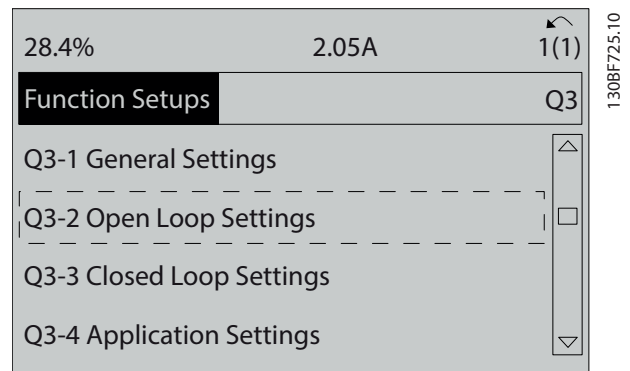 28.4% 2.05A 1(1)
Function Setups Q3
Q3-1 General Settings
Q3-2 Open Loop Settings
Q3-3 Closed Loop Settings
Q3-4 Application Settings
130BF725.10